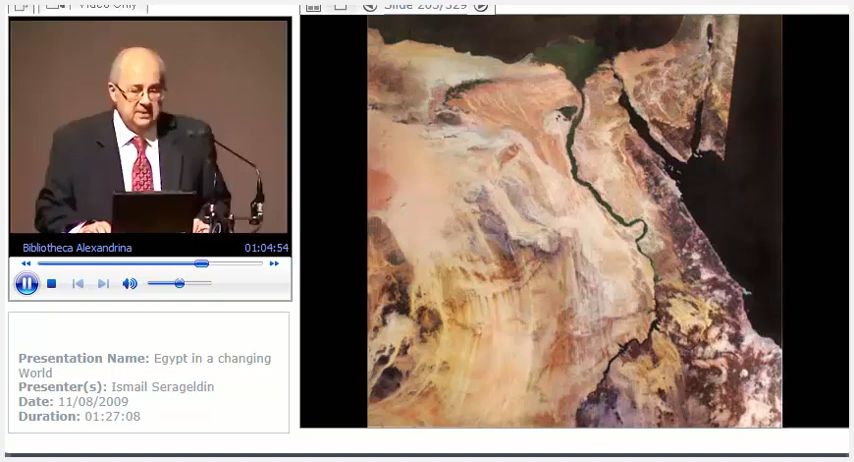 Video Only
Slide 205/329
Bibliotheca Alexandrina 01:04:54
Presentation Name: Egypt in a changing
World
Presenter(s): Ismail Serageldin
Date: 11/08/2009
Duration: 01:27:08